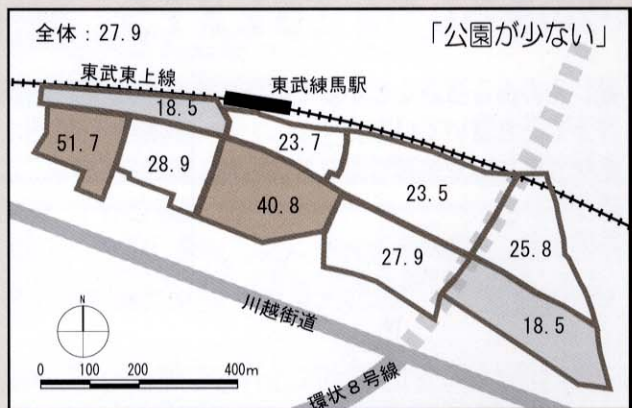 全体：27.9
「公園が少ない」
東武東上線
東武練馬駅
18.5
51.7
28.9
23.7
40.8
23.5
27.9
25.8
18.5
川越街道
環状8号線
N
0 100 200 400m